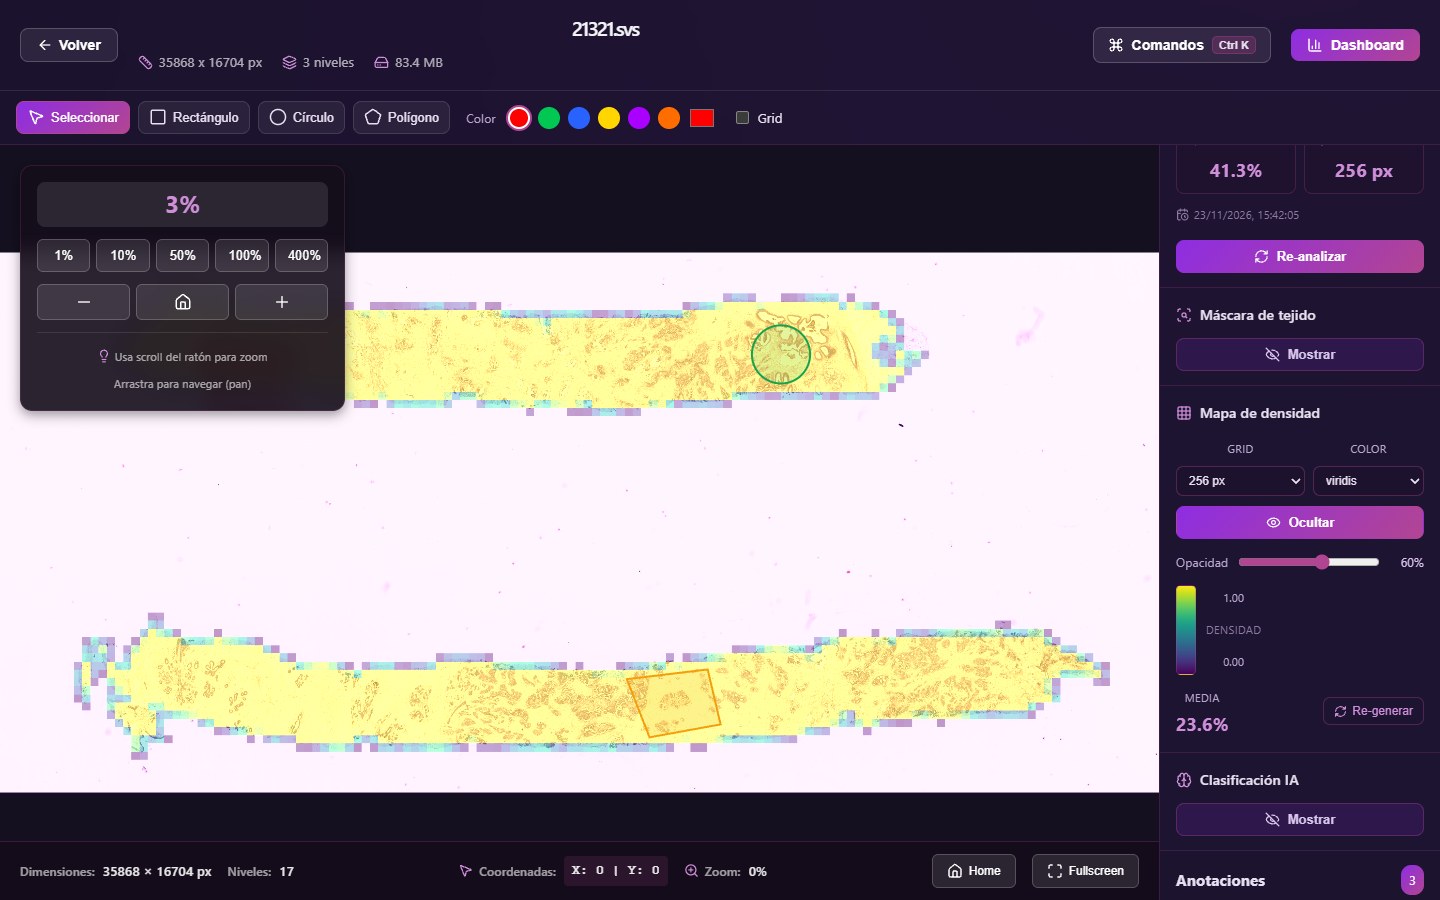 21321.svs
Volver
35868 x 16704 px
3 niveles
83.4 MB
Comandos Ctrl K
Dashboard
Seleccionar
Rectángulo
Círculo
Polígono
Color
Grid
3%
1% 10% 50% 100% 400%
Usa scroll del ratón para zoom
Arrastra para navegar (pan)
41.3%
256 px
23/11/2026, 15:42:05
Re-analizar
Máscara de tejido
Mostrar
Mapa de densidad
GRID COLOR
256 px viridis
Ocultar
Opacidad 60%
1.00
DENSIDAD
0.00
MEDIA
23.6%
Re-generar
Clasificación IA
Mostrar
Anotaciones 3
Dimensiones: 35868 × 16704 px Niveles: 17
Coordenadas: X: 0 | Y: 0 Zoom: 0%
Home
Fullscreen